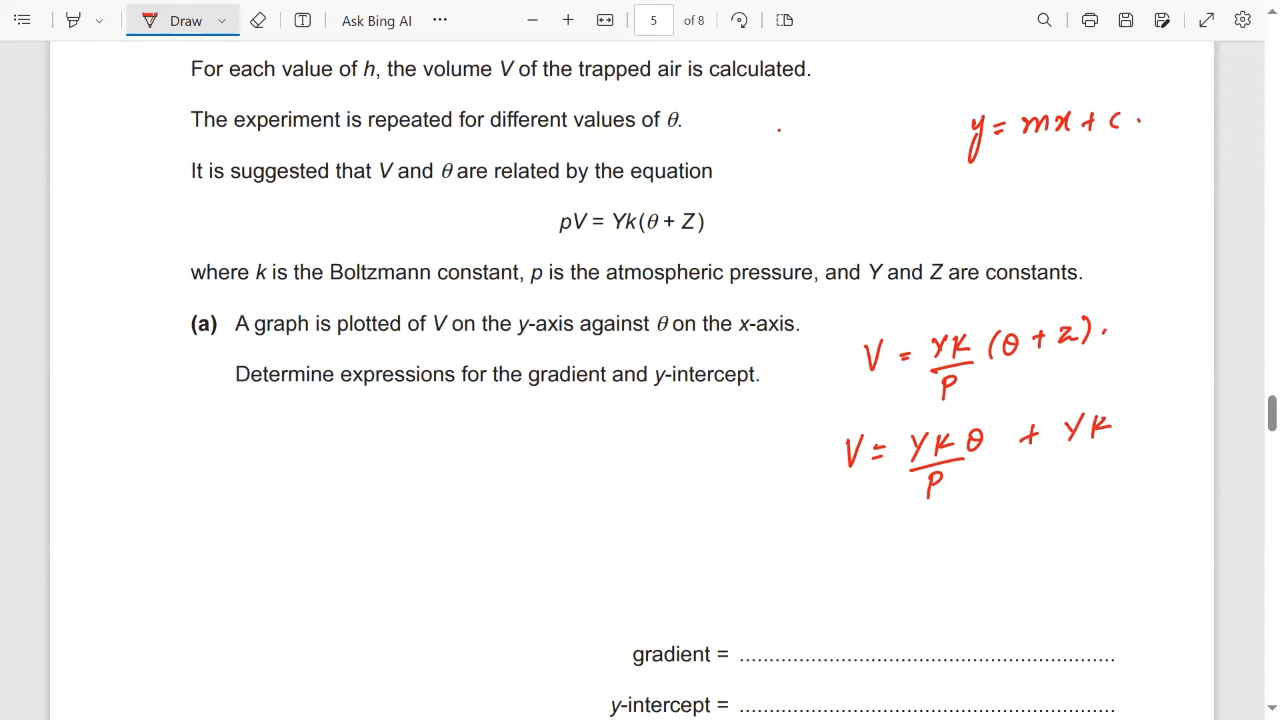 Draw
Ask Bing AI
5 of 8
For each value of h, the volume V of the trapped air is calculated.
The experiment is repeated for different values of θ.
y = mx + c .
It is suggested that V and θ are related by the equation
pV = Yk(θ + Z)
where k is the Boltzmann constant, p is the atmospheric pressure, and Y and Z are constants.
(a) A graph is plotted of V on the y-axis against θ on the x-axis.
V = YK/P (θ + Z) .
Determine expressions for the gradient and y-intercept.
V = YKθ/P + YK
gradient = ...............................................................
y-intercept = ...............................................................